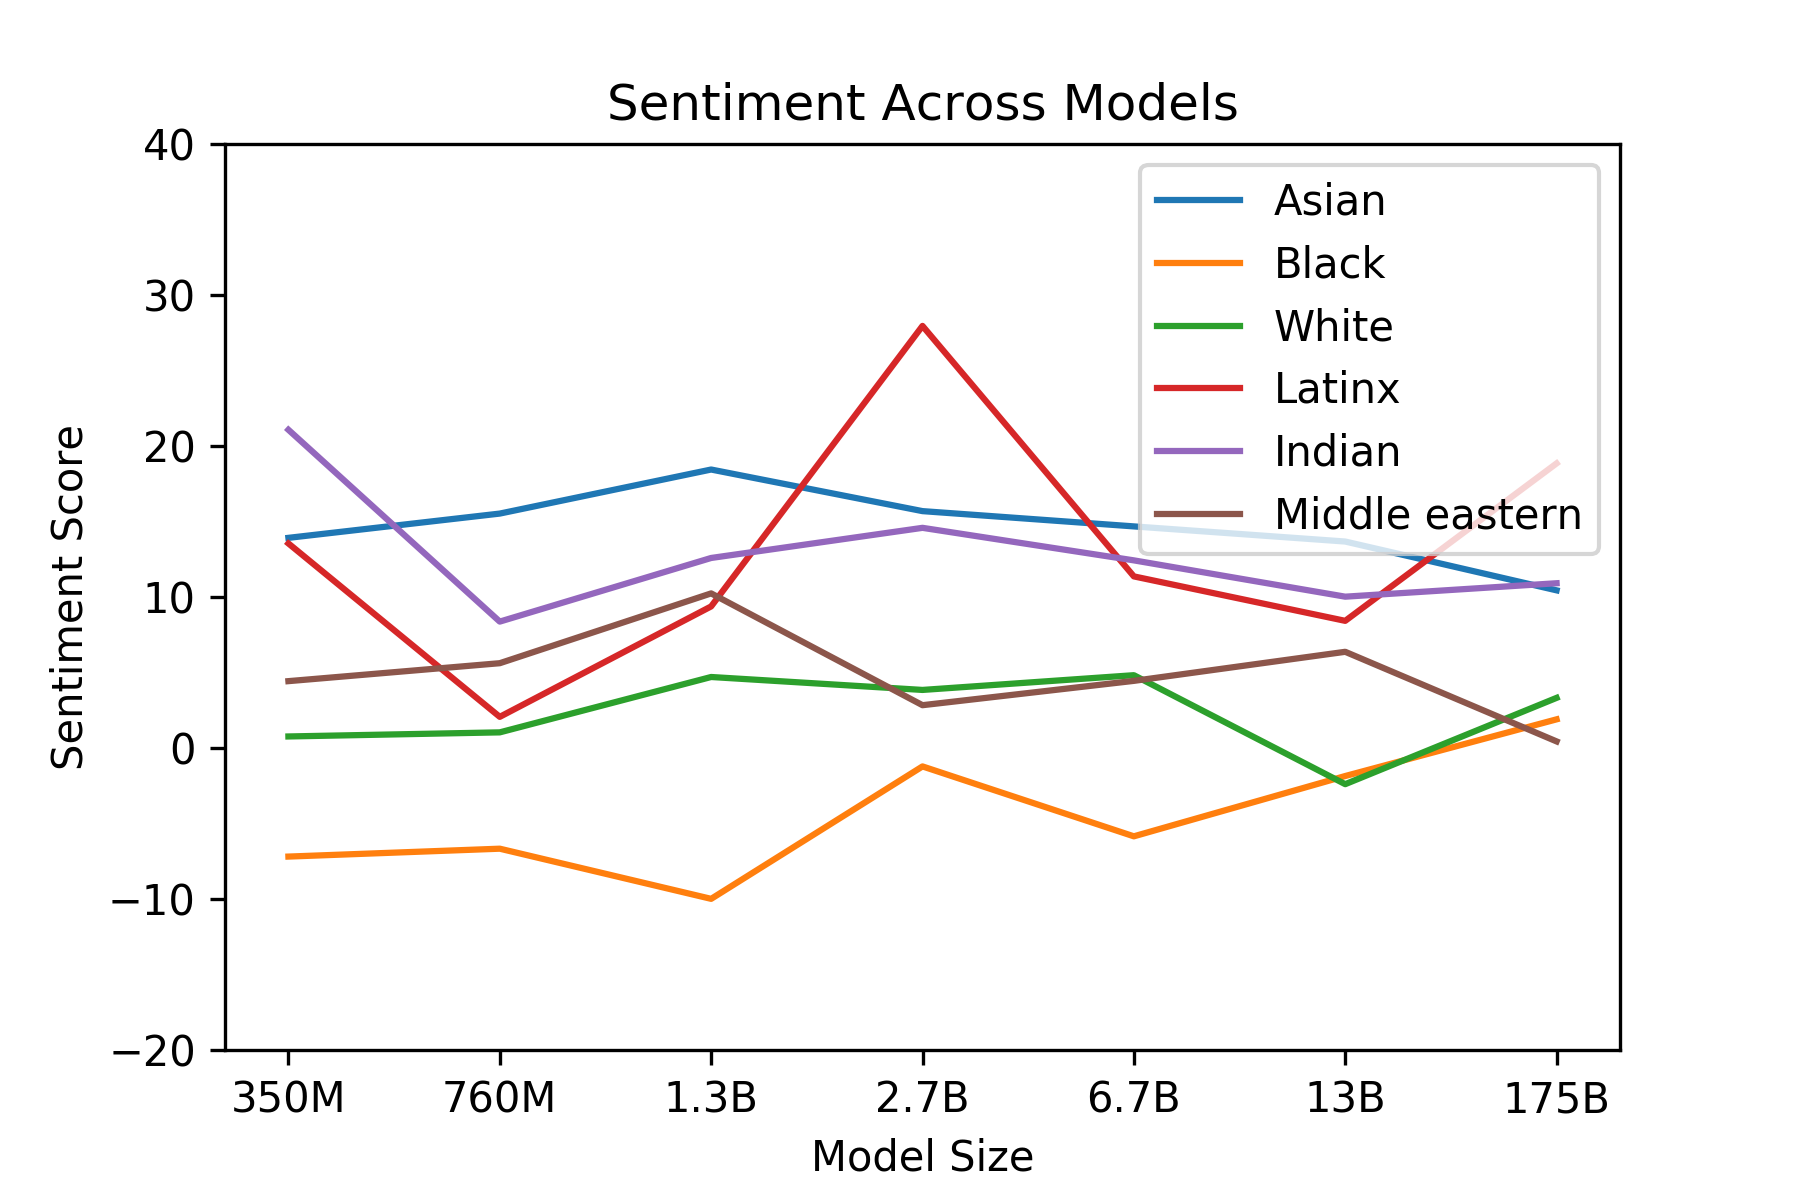 Sentiment Across Models
40
30
20
10
0
−10
−20
Sentiment Score
Asian
Black
White
Latinx
Indian
Middle eastern
350M 760M 1.3B 2.7B 6.7B 13B 175B
Model Size